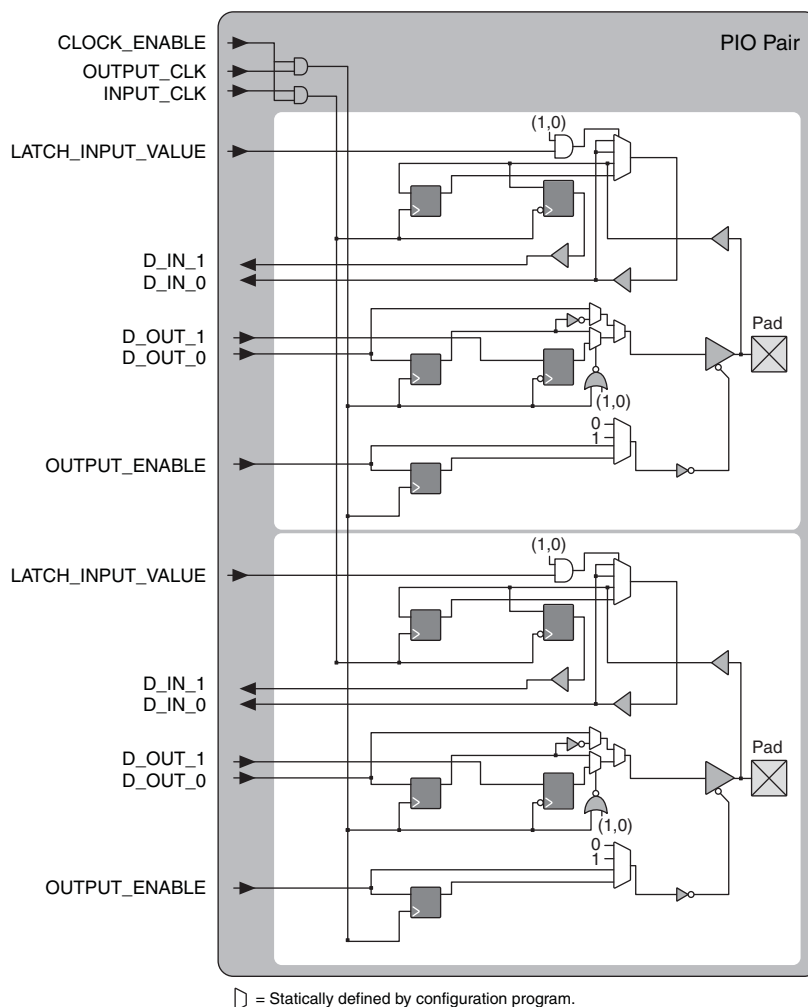 PIO Pair
CLOCK_ENABLE
OUTPUT_CLK
INPUT_CLK
(1,0)
LATCH_INPUT_VALUE
D_IN_1
D_IN_0
D_OUT_1
D_OUT_0
Pad
(1,0)
0
1
OUTPUT_ENABLE
(1,0)
LATCH_INPUT_VALUE
D_IN_1
D_IN_0
D_OUT_1
D_OUT_0
Pad
(1,0)
0
1
OUTPUT_ENABLE
= Statically defined by configuration program.